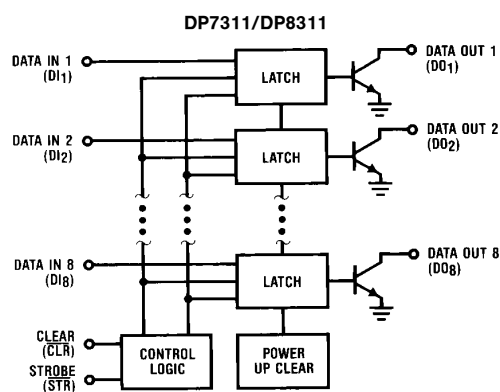 DP7311/DP8311
DATA IN 1
(DI1)
LATCH
DATA OUT 1
(DO1)
DATA IN 2
(DI2)
LATCH
DATA OUT 2
(DO2)
DATA IN 8
(DI8)
LATCH
DATA OUT 8
(DO8)
CLEAR
(CLR)
STROBE
(STR)
CONTROL
LOGIC
POWER
UP CLEAR